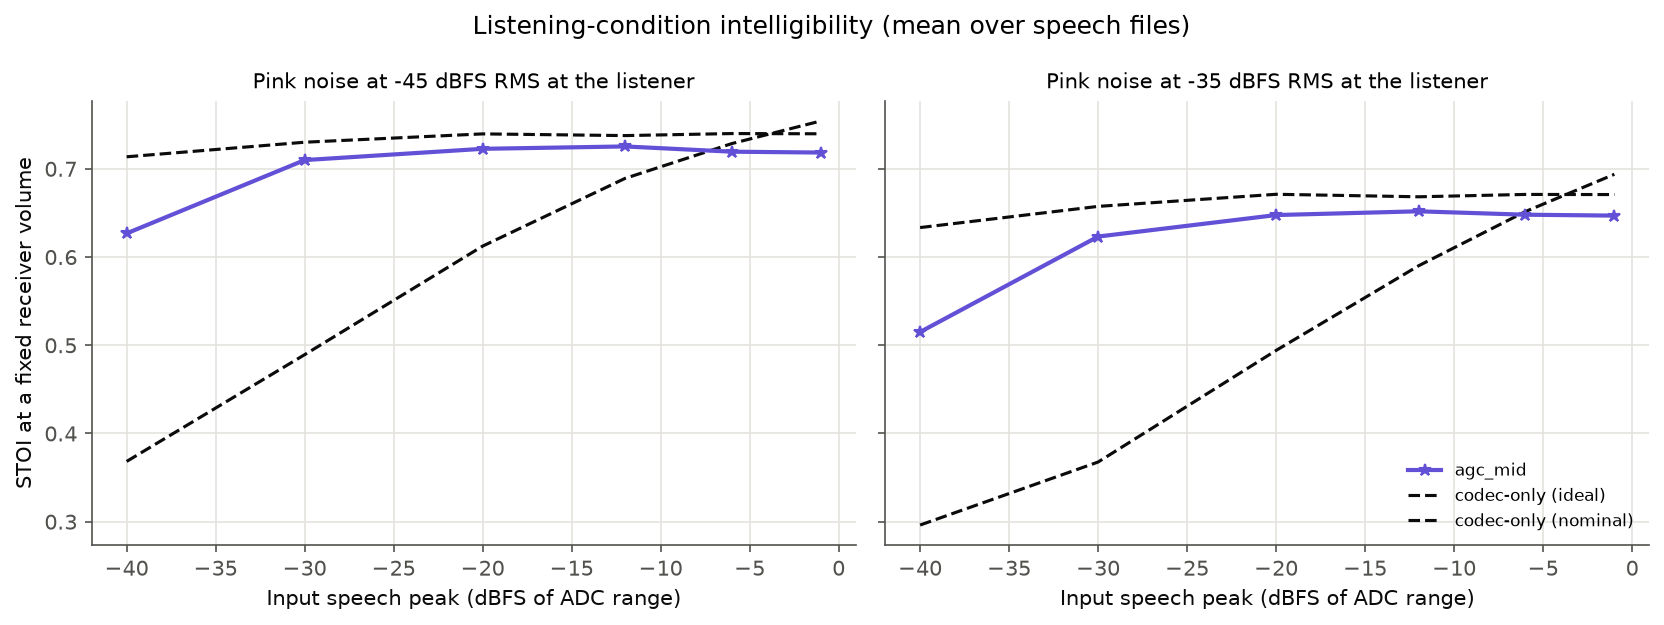 Listening-condition intelligibility (mean over speech files)
Pink noise at -45 dBFS RMS at the listener
Pink noise at -35 dBFS RMS at the listener
STOI at a fixed receiver volume
0.7
0.6
0.5
0.4
0.3
−40 −35 −30 −25 −20 −15 −10 −5 0
−40 −35 −30 −25 −20 −15 −10 −5 0
Input speech peak (dBFS of ADC range)
Input speech peak (dBFS of ADC range)
agc_mid
codec-only (ideal)
codec-only (nominal)